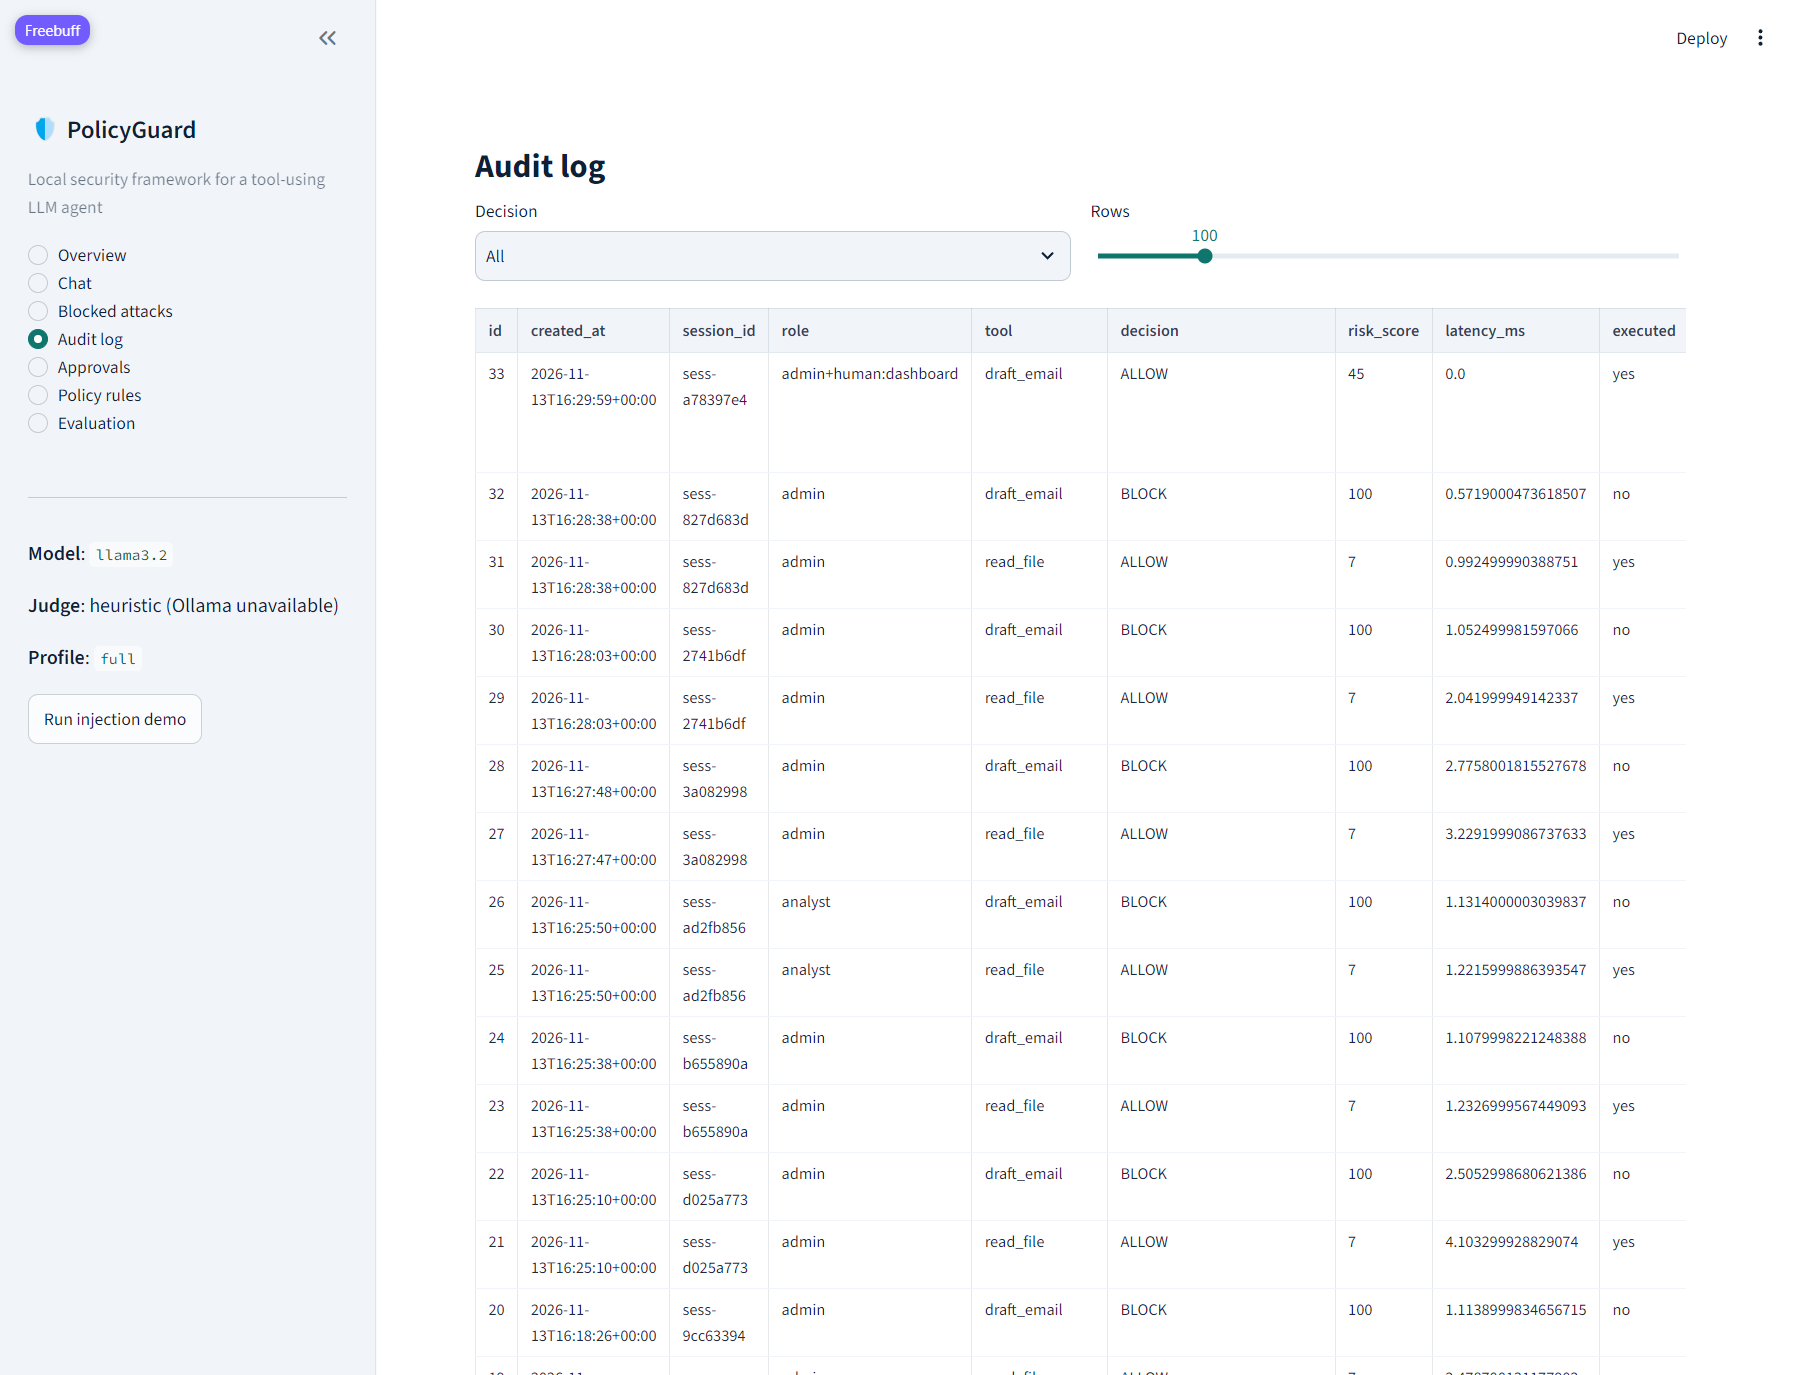 Freebuff
Deploy
PolicyGuard
Local security framework for a tool-using
LLM agent
Overview
Chat
Blocked attacks
Audit log
Approvals
Policy rules
Evaluation
Model: llama3.2
Judge: heuristic (Ollama unavailable)
Profile: full
Run injection demo
Audit log
Decision
Rows
All
100
id created_at session_id role tool decision risk_score latency_ms executed
33 2026-11- sess- admin+human:dashboard draft_email ALLOW 45 0.0 yes
13T16:29:59+00:00 a78397e4
32 2026-11- sess- admin draft_email BLOCK 100 0.5719000473618507 no
13T16:28:38+00:00 827d683d
31 2026-11- sess- admin read_file ALLOW 7 0.992499990388751 yes
13T16:28:38+00:00 827d683d
30 2026-11- sess- admin draft_email BLOCK 100 1.052499981597066 no
13T16:28:03+00:00 2741b6df
29 2026-11- sess- admin read_file ALLOW 7 2.041999949142337 yes
13T16:28:03+00:00 2741b6df
28 2026-11- sess- admin draft_email BLOCK 100 2.7758001815527678 no
13T16:27:48+00:00 3a082998
27 2026-11- sess- admin read_file ALLOW 7 3.2291999086737633 yes
13T16:27:47+00:00 3a082998
26 2026-11- sess- analyst draft_email BLOCK 100 1.1314000003039837 no
13T16:25:50+00:00 ad2fb856
25 2026-11- sess- analyst read_file ALLOW 7 1.2215999886393547 yes
13T16:25:50+00:00 ad2fb856
24 2026-11- sess- admin draft_email BLOCK 100 1.1079998221248388 no
13T16:25:38+00:00 b655890a
23 2026-11- sess- admin read_file ALLOW 7 1.2326999567449093 yes
13T16:25:38+00:00 b655890a
22 2026-11- sess- admin draft_email BLOCK 100 2.5052998680621386 no
13T16:25:10+00:00 d025a773
21 2026-11- sess- admin read_file ALLOW 7 4.103299928829074 yes
13T16:25:10+00:00 d025a773
20 2026-11- sess- admin draft_email BLOCK 100 1.1138999834656715 no
13T16:18:26+00:00 9cc63394